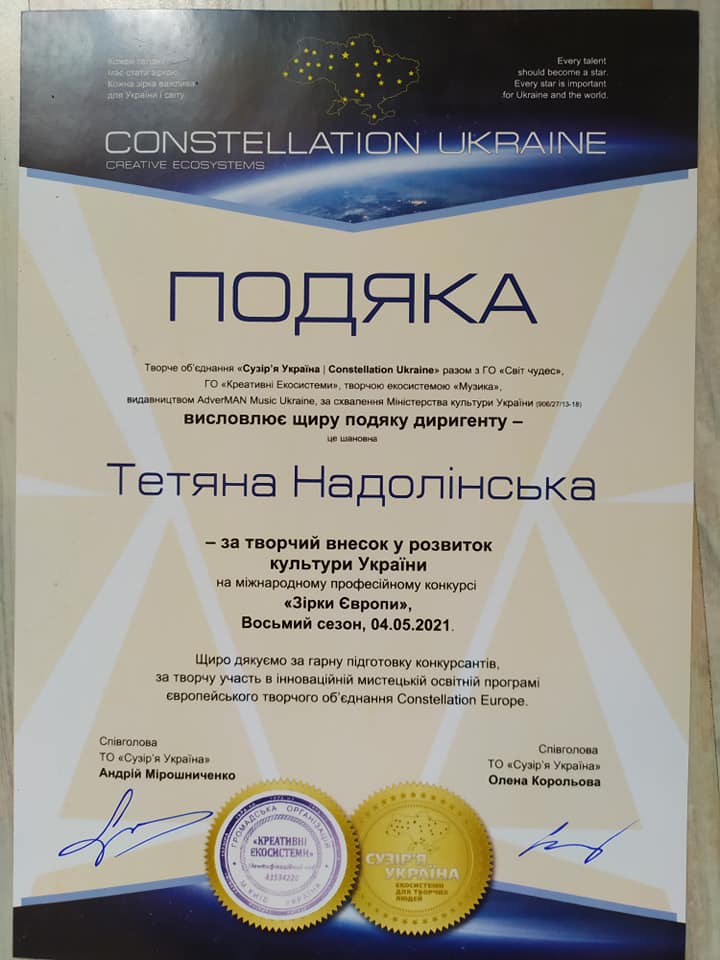 Кожен талант
має стати зіркою.
Кожна зірка важлива
для України і світу.
Every talent
should become a star.
Every star is important
for Ukraine and the world.
CONSTELLATION UKRAINE
CREATIVE ECOSYSTEMS
ПОДЯКА
Творче об'єднання «Сузір'я Україна | Constellation Ukraine» разом з ГО «Світ чудес»,
ГО «Креативні Екосистеми», творчою екосистемою «Музика»,
видавництвом AdverMAN Music Ukraine, за схвалення Міністерства культури України (906/27/13-18)
висловлює щиру подяку диригенту –
це шановна
Тетяна Надолінська
– за творчий внесок у розвиток
культури України
на міжнародному професійному конкурсі
«Зірки Європи»,
Восьмий сезон, 04.05.2021.
Щиро дякуємо за гарну підготовку конкурсантів,
за творчу участь в інноваційній мистецькій освітній програмі
європейського творчого об'єднання Constellation Europe.
Співголова
ТО «Сузір'я Україна»
Андрій Мірошниченко
Співголова
ТО «Сузір'я Україна»
Олена Корольова
ГРОМАДСЬКА ОРГАНІЗАЦІЯ
«КРЕАТИВНІ
ЕКОСИСТЕМИ»
Ідентифікаційний код
43534220
М.КИЇВ УКРАЇНА
СУЗІР'Я
УКРАЇНА
ЕКОСИСТЕМИ
ДЛЯ ТВОРЧИХ
ЛЮДЕЙ